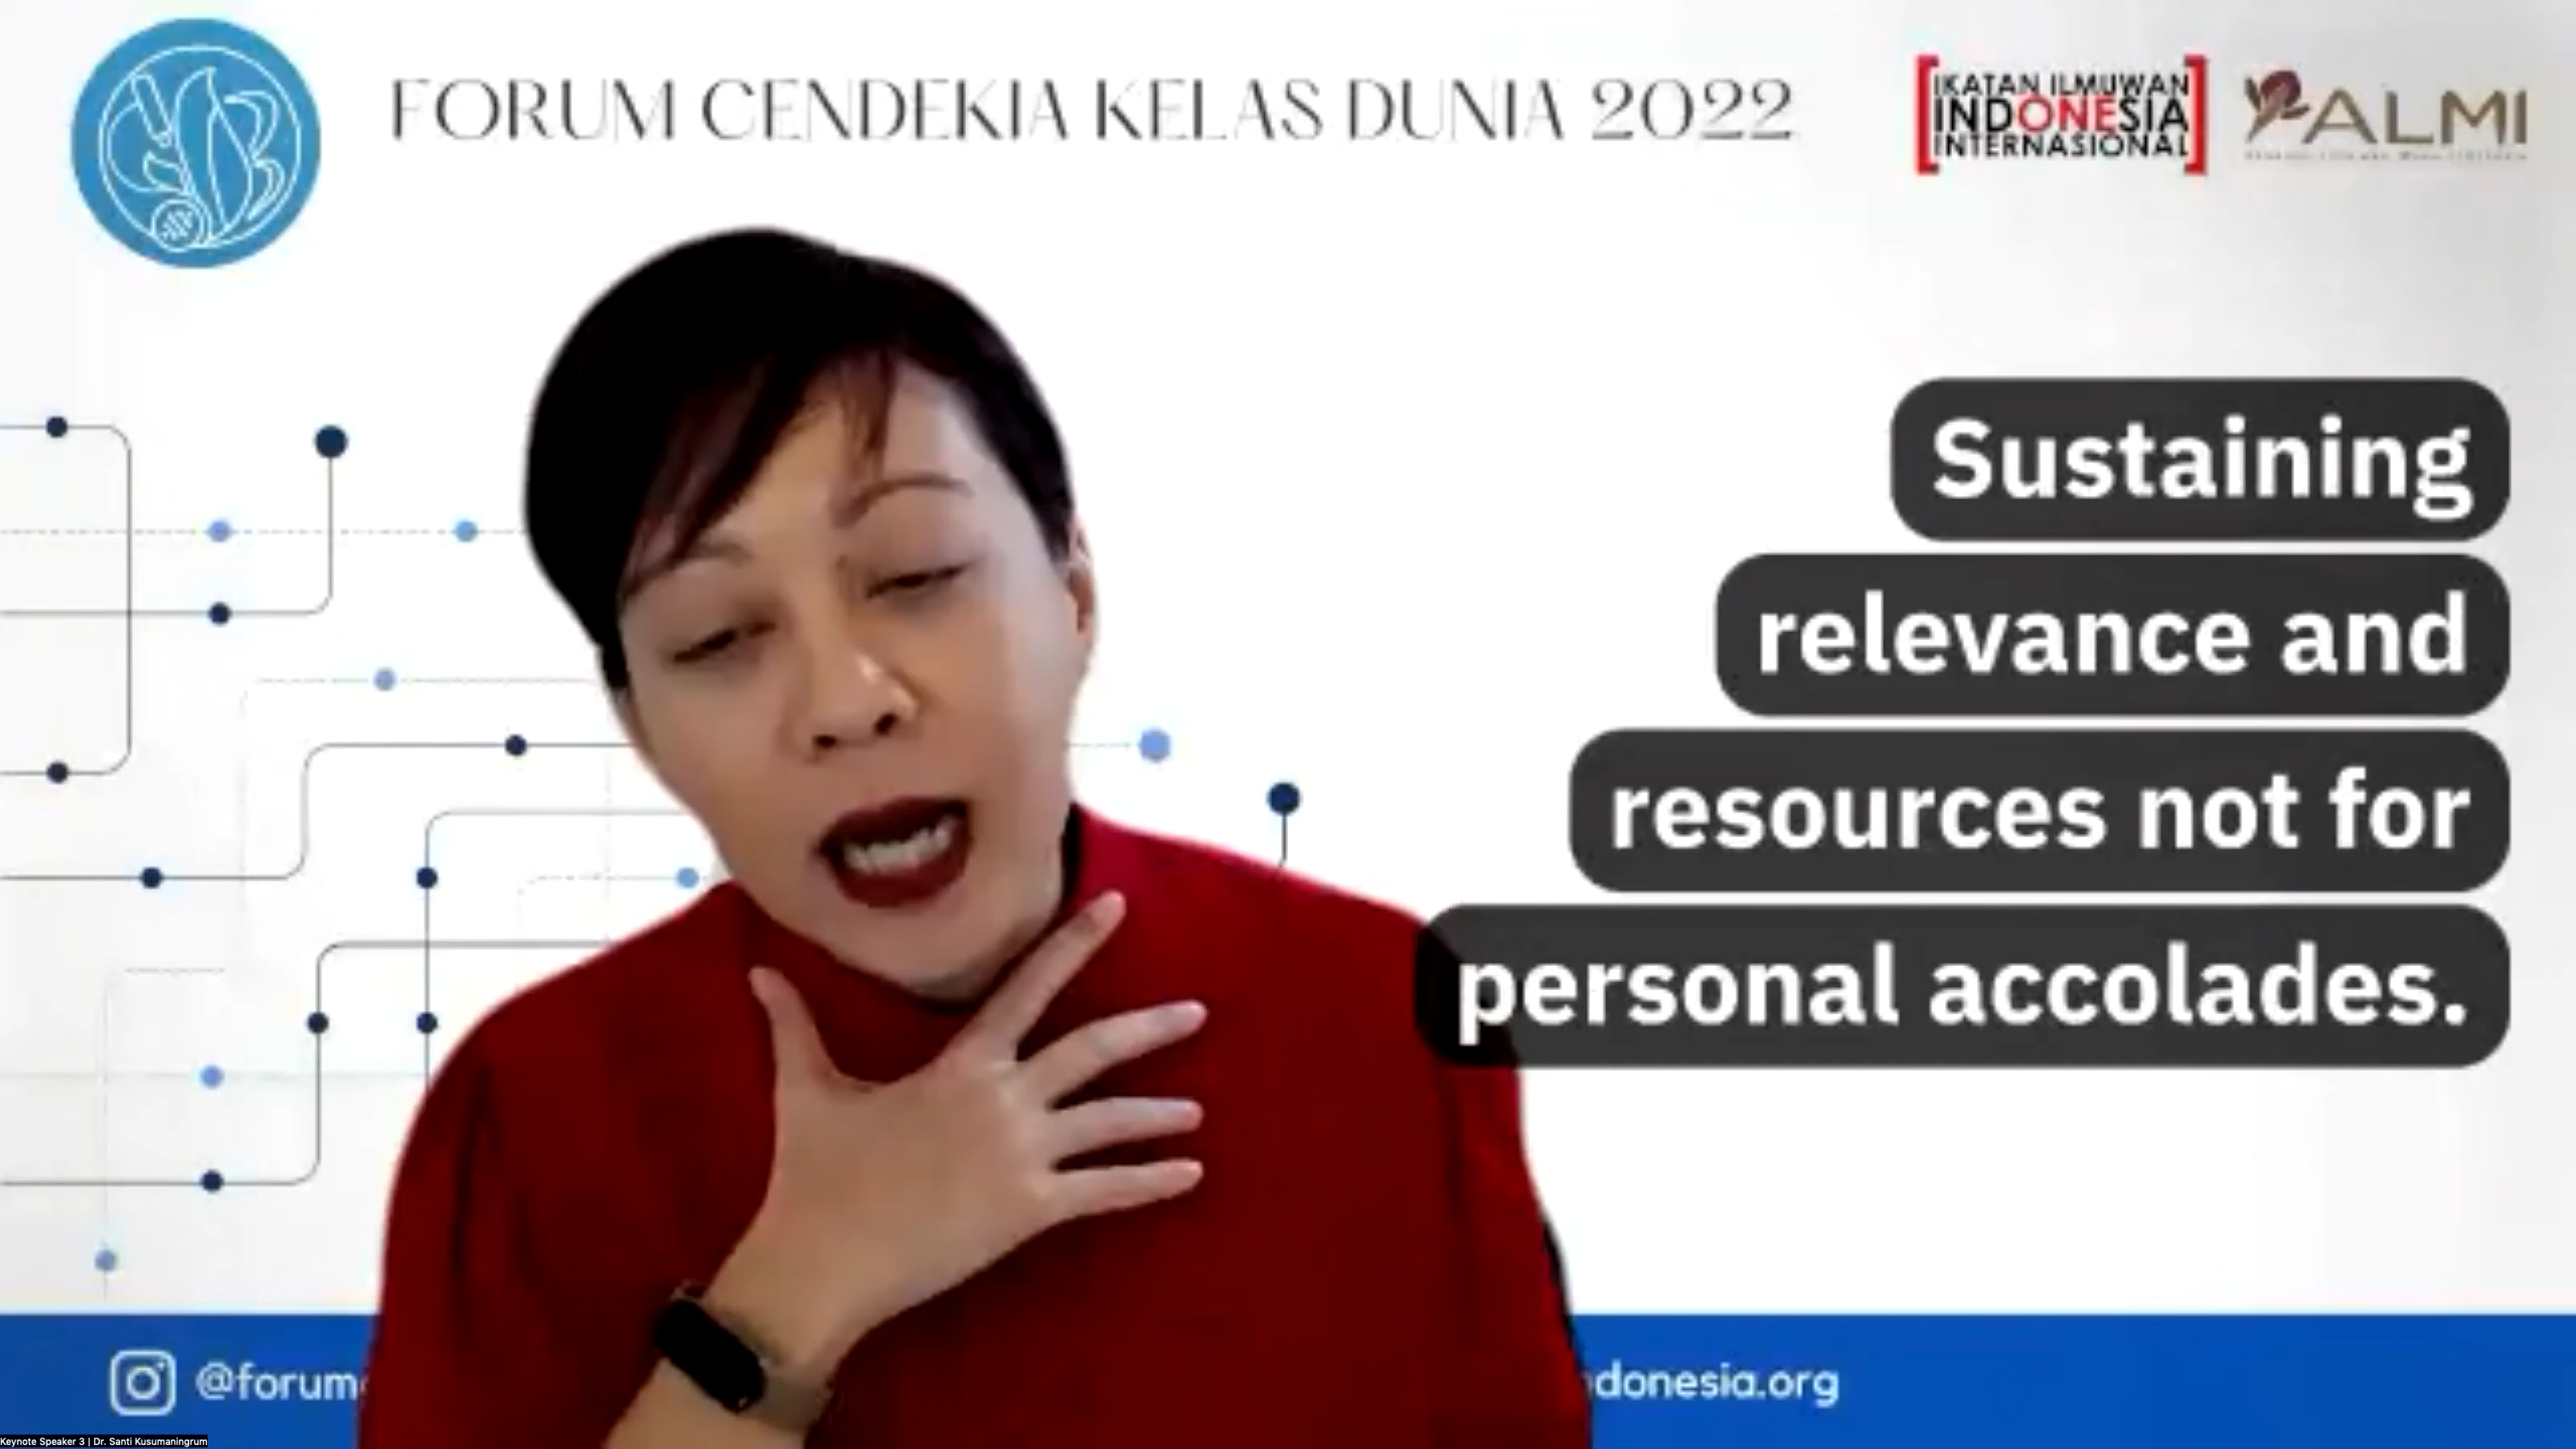 FORUM CENDEKIA KELAS DUNIA 2022
IKATAN ILMUWAN
INDONESIA
INTERNASIONAL
ALMI
Sustaining
relevance and
resources not for
personal accolades.
@forum
donesia.org
Keynote Speaker 3 | Dr. Santi Kusumaningrum